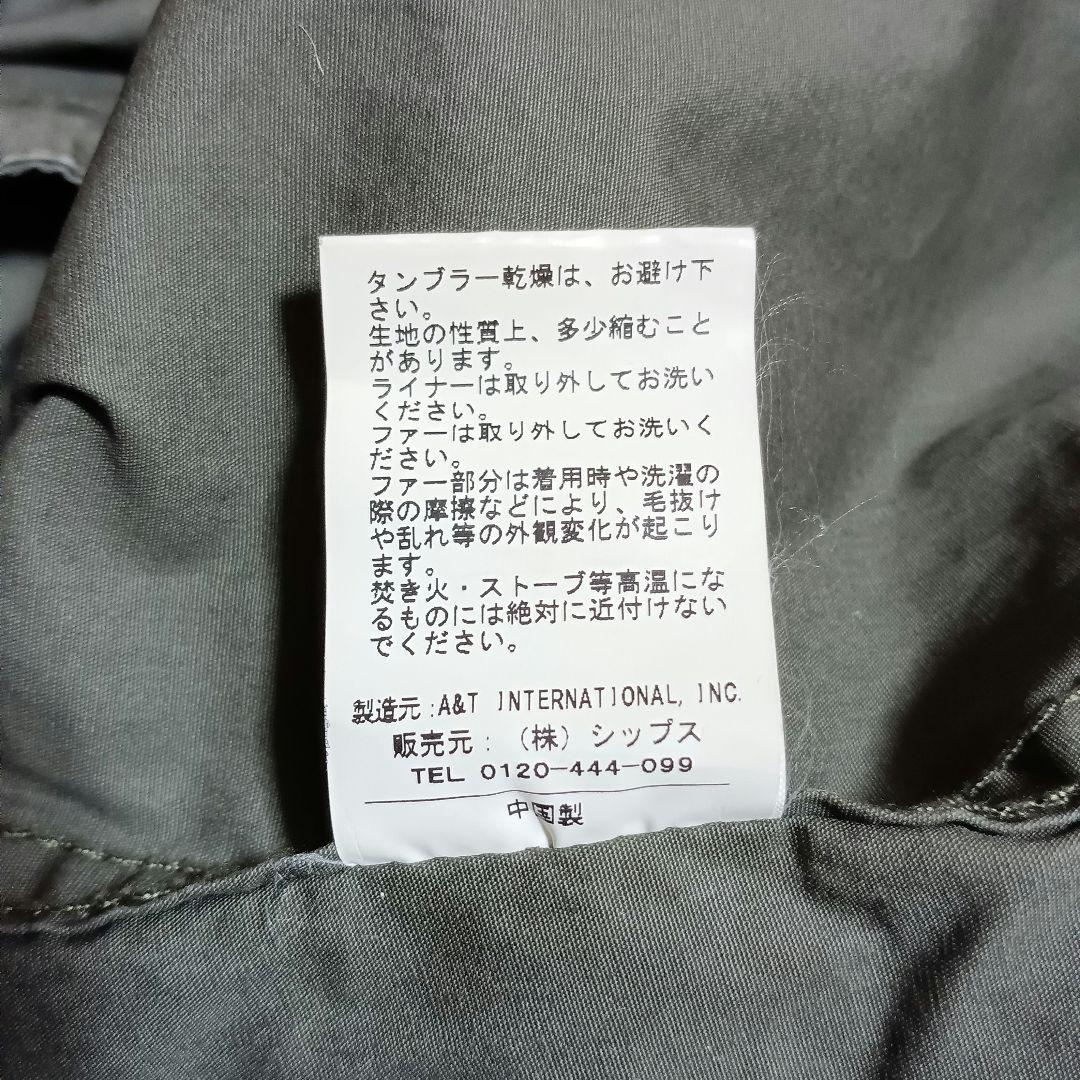 タンブラー乾燥は、お避け下
さい。
生地の性質上、多少縮むこと
があります。
ライナーは取り外してお洗い
ください。
ファーは取り外してお洗いく
ださい。
ファー部分は着用時や洗濯の
際の摩擦などにより、毛抜け
や乱れ等の外観変化が起こり
ます。
焚き火・ストーブ等高温にな
るものには絶対に近付けない
でください。
製造元:A&T INTERNATIONAL, INC.
販売元:（株）シップス
TEL 0120-444-099
中国製